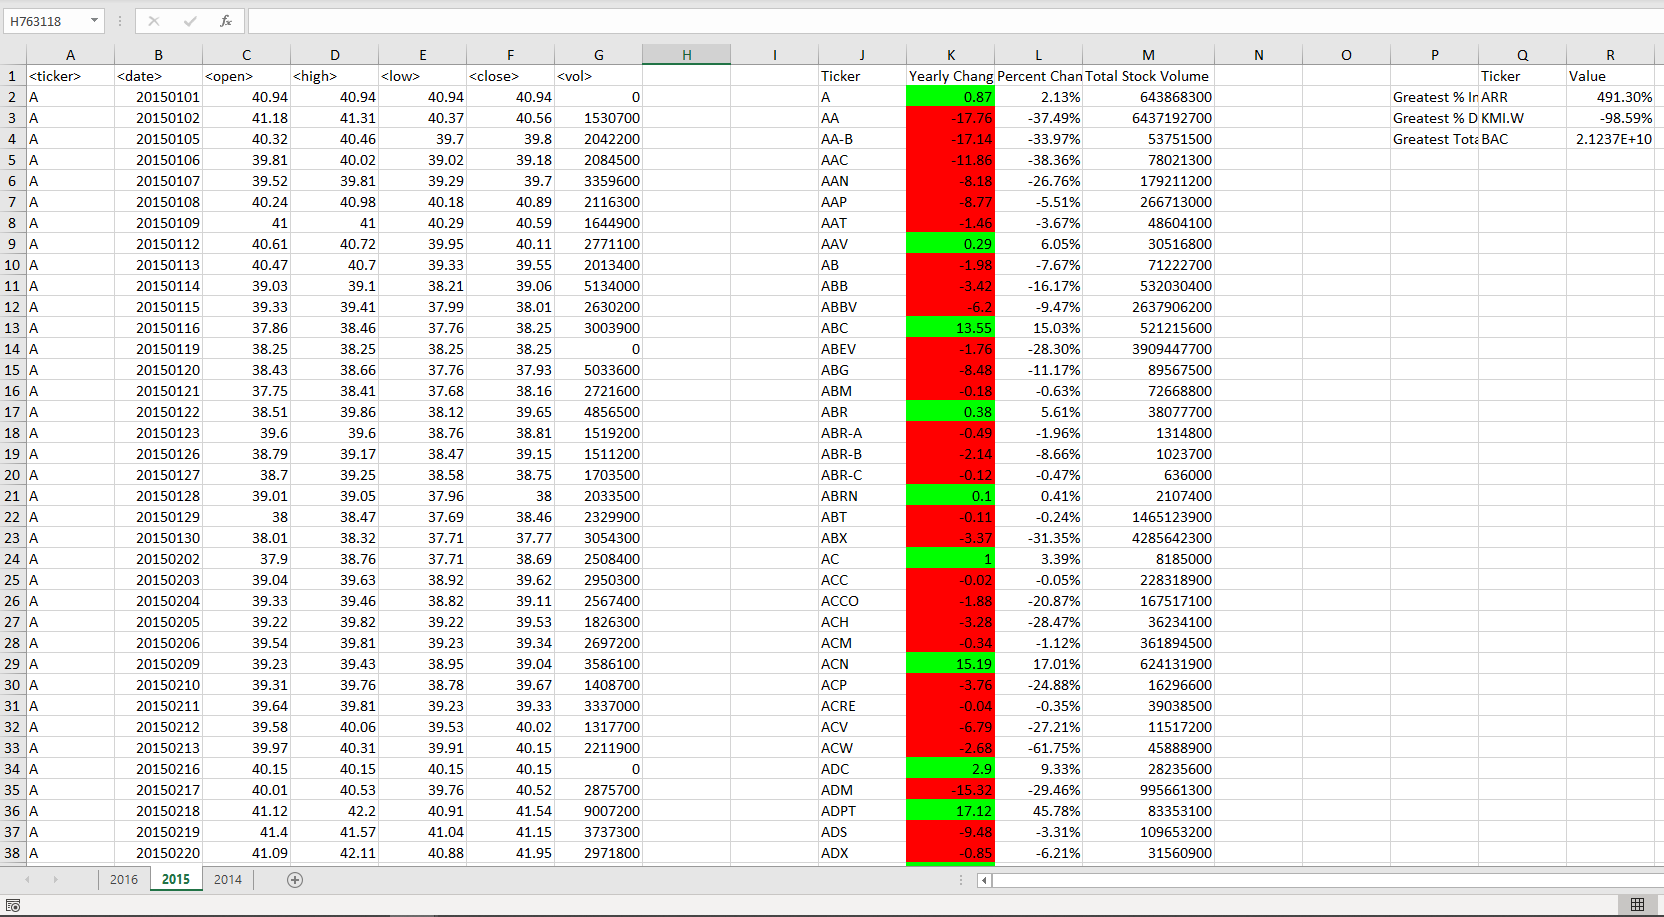 H763118 fx
A B C D E F G H I J K L M N O P Q R
1 <ticker> <date> <open> <high> <low> <close> <vol> Ticker Yearly Chang Percent Chan Total Stock Volume Ticker Value
2 A 20150101 40.94 40.94 40.94 40.94 0 A 0.87 2.13% 643868300 Greatest % In ARR 491.30%
3 A 20150102 41.18 41.31 40.37 40.56 1530700 AA -17.76 -37.49% 6437192700 Greatest % D KMI.W -98.59%
4 A 20150105 40.32 40.46 39.7 39.8 2042200 AA-B -17.14 -33.97% 53751500 Greatest Tota BAC 2.1237E+10
5 A 20150106 39.81 40.02 39.02 39.18 2084500 AAC -11.86 -38.36% 78021300
6 A 20150107 39.52 39.81 39.29 39.7 3359600 AAN -8.18 -26.76% 179211200
7 A 20150108 40.24 40.98 40.18 40.89 2116300 AAP -8.77 -5.51% 266713000
8 A 20150109 41 41 40.29 40.59 1644900 AAT -1.46 -3.67% 48604100
9 A 20150112 40.61 40.72 39.95 40.11 2771100 AAV 0.29 6.05% 30516800
10 A 20150113 40.47 40.7 39.33 39.55 2013400 AB -1.98 -7.67% 71222700
11 A 20150114 39.03 39.1 38.21 39.06 5134000 ABB -3.42 -16.17% 532030400
12 A 20150115 39.33 39.41 37.99 38.01 2630200 ABBV -6.2 -9.47% 2637906200
13 A 20150116 37.86 38.46 37.76 38.25 3003900 ABC 13.55 15.03% 521215600
14 A 20150119 38.25 38.25 38.25 38.25 0 ABEV -1.76 -28.30% 3909447700
15 A 20150120 38.43 38.66 37.76 37.93 5033600 ABG -8.48 -11.17% 89567500
16 A 20150121 37.75 38.41 37.68 38.16 2721600 ABM -0.18 -0.63% 72668800
17 A 20150122 38.51 39.86 38.12 39.65 4856500 ABR 0.38 5.61% 38077700
18 A 20150123 39.6 39.6 38.76 38.81 1519200 ABR-A -0.49 -1.96% 1314800
19 A 20150126 38.79 39.17 38.47 39.15 1511200 ABR-B -2.14 -8.66% 1023700
20 A 20150127 38.7 39.25 38.58 38.75 1703500 ABR-C -0.12 -0.47% 636000
21 A 20150128 39.01 39.05 37.96 38 2033500 ABRN 0.1 0.41% 2107400
22 A 20150129 38 38.47 37.69 38.46 2329900 ABT -0.11 -0.24% 1465123900
23 A 20150130 38.01 38.32 37.71 37.77 3054300 ABX -3.37 -31.35% 4285642300
24 A 20150202 37.9 38.76 37.71 38.69 2508400 AC 1 3.39% 8185000
25 A 20150203 39.04 39.63 38.92 39.62 2950300 ACC -0.02 -0.05% 228318900
26 A 20150204 39.33 39.46 38.82 39.11 2567400 ACCO -1.88 -20.87% 167517100
27 A 20150205 39.22 39.82 39.22 39.53 1826300 ACH -3.28 -28.47% 36234100
28 A 20150206 39.54 39.81 39.23 39.34 2697200 ACM -0.34 -1.12% 361894500
29 A 20150209 39.23 39.43 38.95 39.04 3586100 ACN 15.19 17.01% 624131900
30 A 20150210 39.31 39.76 38.78 39.67 1408700 ACP -3.76 -24.88% 16296600
31 A 20150211 39.64 39.81 39.23 39.33 3337000 ACRE -0.04 -0.35% 39038500
32 A 20150212 39.58 40.06 39.53 40.02 1317700 ACV -6.79 -27.21% 11517200
33 A 20150213 39.97 40.31 39.91 40.15 2211900 ACW -2.68 -61.75% 45888900
34 A 20150216 40.15 40.15 40.15 40.15 0 ADC 2.9 9.33% 28235600
35 A 20150217 40.01 40.53 39.76 40.52 2875700 ADM -15.32 -29.46% 995661300
36 A 20150218 41.12 42.2 40.91 41.54 9007200 ADPT 17.12 45.78% 83353100
37 A 20150219 41.4 41.57 41.04 41.15 3737300 ADS -9.48 -3.31% 109653200
38 A 20150220 41.09 42.11 40.88 41.95 2971800 ADX -0.85 -6.21% 31560900
2016 2015 2014